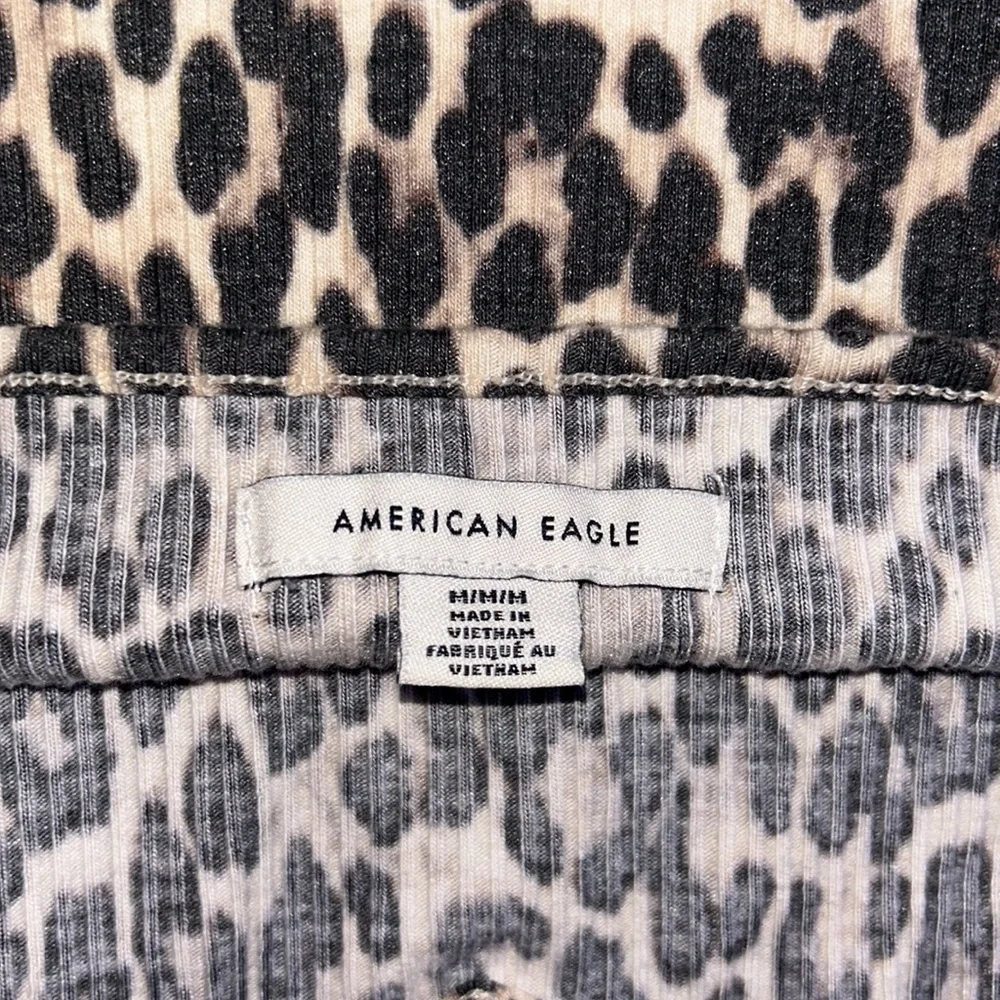 AMERICAN EAGLE
M/M/M
MADE IN
VIETNAM
FABRIQUÉ AU
VIETNAM